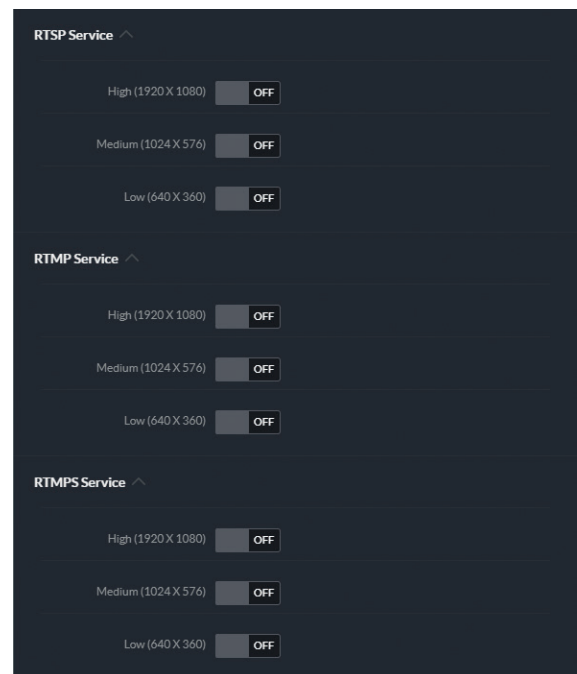 RTSP Service
High (1920 X 1080) OFF
Medium (1024 X 576) OFF
Low (640 X 360) OFF
RTMP Service
High (1920 X 1080) OFF
Medium (1024 X 576) OFF
Low (640 X 360) OFF
RTMPS Service
High (1920 X 1080) OFF
Medium (1024 X 576) OFF
Low (640 X 360) OFF